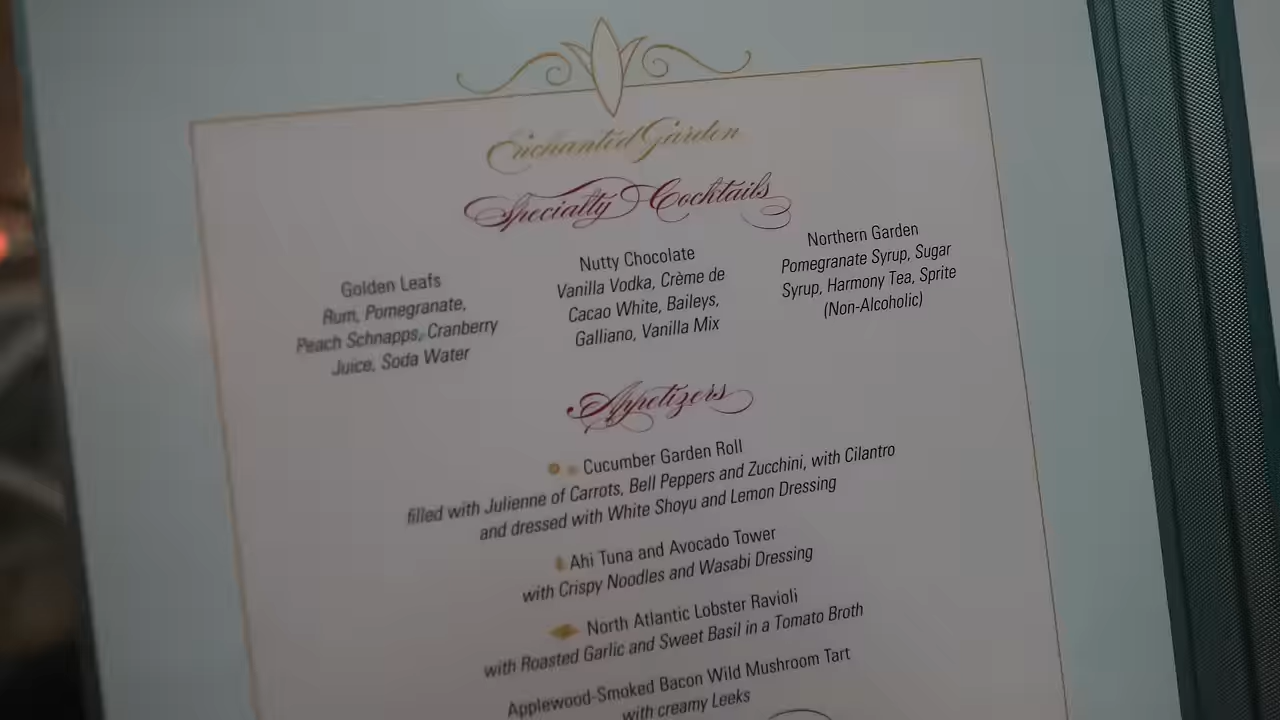 Enchanted Garden
Specialty Cocktails
Golden Leafs
Rum, Pomegranate,
Peach Schnapps, Cranberry
Juice, Soda Water
Nutty Chocolate
Vanilla Vodka, Crème de
Cacao White, Baileys,
Galliano, Vanilla Mix
Northern Garden
Pomegranate Syrup, Sugar
Syrup, Harmony Tea, Sprite
(Non-Alcoholic)
Appetizers
Cucumber Garden Roll
filled with Julienne of Carrots, Bell Peppers and Zucchini, with Cilantro
and dressed with White Shoyu and Lemon Dressing
Ahi Tuna and Avocado Tower
with Crispy Noodles and Wasabi Dressing
North Atlantic Lobster Ravioli
with Roasted Garlic and Sweet Basil in a Tomato Broth
Applewood-Smoked Bacon Wild Mushroom Tart
with creamy Leeks